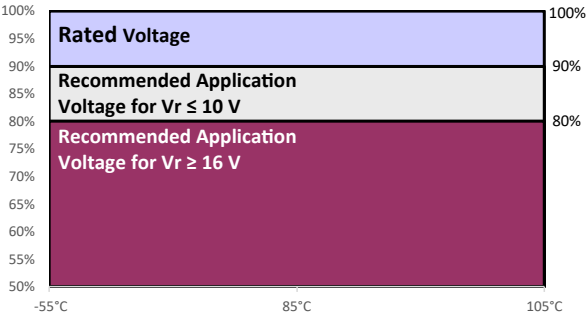 100%
95%
90%
85%
80%
75%
70%
65%
60%
55%
50%
Rated Voltage
Recommended Application
Voltage for Vr ≤ 10 V
Recommended Application
Voltage for Vr ≥ 16 V
100%
90%
80%
-55°C
85°C
105°C